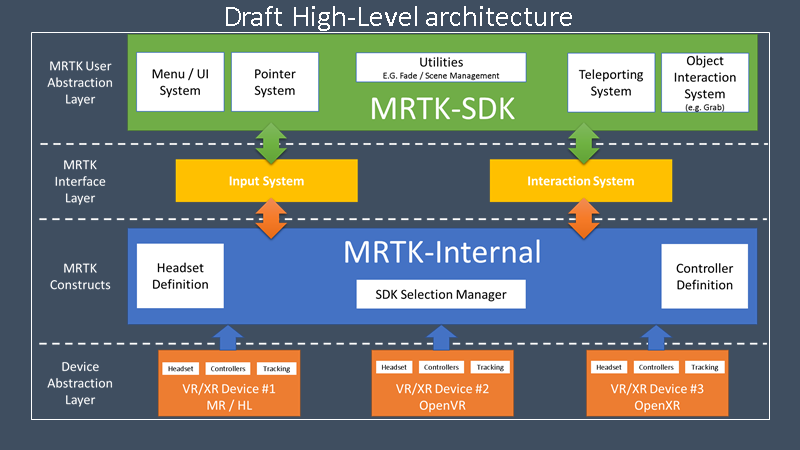 Draft High-Level architecture
MRTK User
Abstraction
Layer
Menu / UI
System
Pointer
System
Utilities
E.G. Fade / Scene Management
Teleporting
System
Object
Interaction
System
(e.g. Grab)
MRTK-SDK
MRTK
Interface
Layer
Input System
Interaction System
MRTK
Constructs
MRTK-Internal
Headset
Definition
SDK Selection Manager
Controller
Definition
Device
Abstraction
Layer
Headset
Controllers
Tracking
VR/XR Device #1
MR / HL
Headset
Controllers
Tracking
VR/XR Device #2
OpenVR
Headset
Controllers
Tracking
VR/XR Device #3
OpenXR